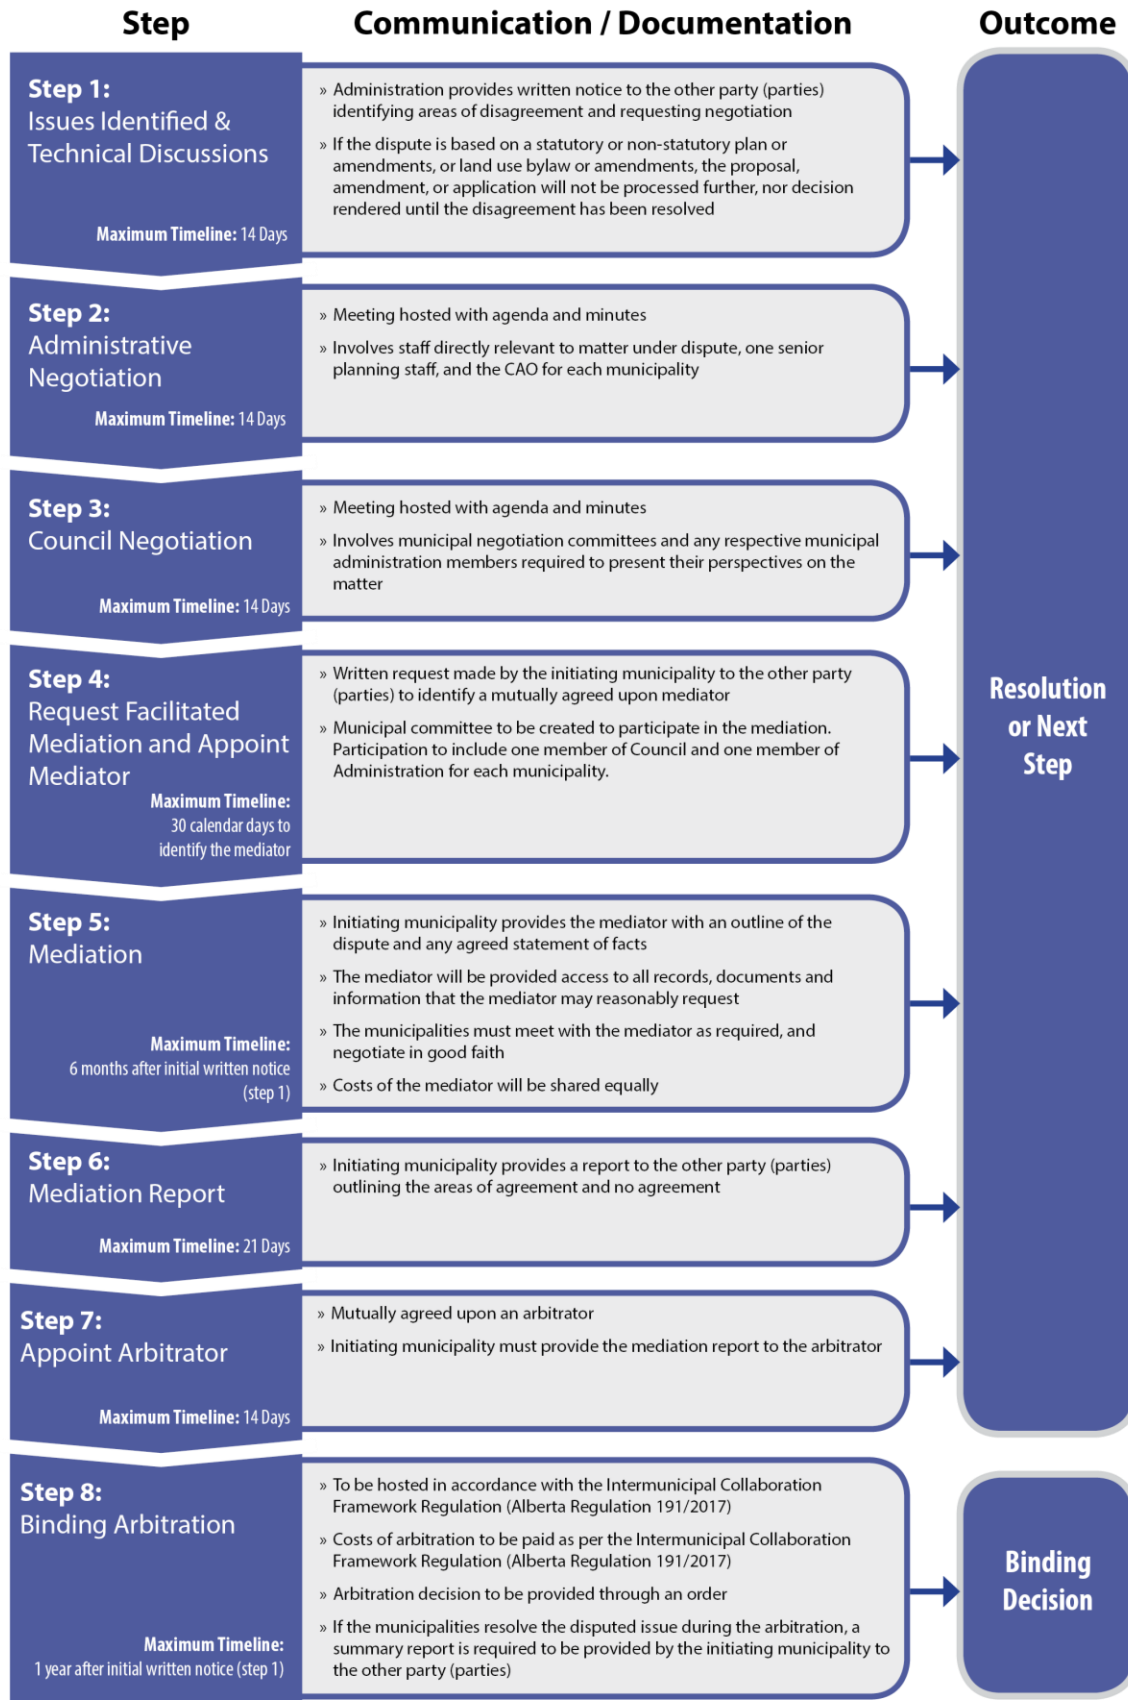 Step
Communication / Documentation
Outcome
Step 1:
Issues Identified &
Technical Discussions
Maximum Timeline: 14 Days
» Administration provides written notice to the other party (parties)
identifying areas of disagreement and requesting negotiation
» If the dispute is based on a statutory or non-statutory plan or
amendments, or land use bylaw or amendments, the proposal,
amendment, or application will not be processed further, nor decision
rendered until the disagreement has been resolved
Step 2:
Administrative
Negotiation
Maximum Timeline: 14 Days
» Meeting hosted with agenda and minutes
» Involves staff directly relevant to matter under dispute, one senior
planning staff, and the CAO for each municipality
Step 3:
Council Negotiation
Maximum Timeline: 14 Days
» Meeting hosted with agenda and minutes
» Involves municipal negotiation committees and any respective municipal
administration members required to present their perspectives on the
matter
Step 4:
Request Facilitated
Mediation and Appoint
Mediator
Maximum Timeline:
30 calendar days to
identify the mediator
» Written request made by the initiating municipality to the other party
(parties) to identify a mutually agreed upon mediator
» Municipal committee to be created to participate in the mediation.
Participation to include one member of Council and one member of
Administration for each municipality.
Step 5:
Mediation
Maximum Timeline:
6 months after initial written notice
(step 1)
» Initiating municipality provides the mediator with an outline of the
dispute and any agreed statement of facts
» The mediator will be provided access to all records, documents and
information that the mediator may reasonably request
» The municipalities must meet with the mediator as required, and
negotiate in good faith
» Costs of the mediator will be shared equally
Step 6:
Mediation Report
Maximum Timeline: 21 Days
» Initiating municipality provides a report to the other party (parties)
outlining the areas of agreement and no agreement
Step 7:
Appoint Arbitrator
Maximum Timeline: 14 Days
» Mutually agreed upon an arbitrator
» Initiating municipality must provide the mediation report to the arbitrator
Resolution
or Next
Step
Step 8:
Binding Arbitration
Maximum Timeline:
1 year after initial written notice (step 1)
» To be hosted in accordance with the Intermunicipal Collaboration
Framework Regulation (Alberta Regulation 191/2017)
» Costs of arbitration to be paid as per the Intermunicipal Collaboration
Framework Regulation (Alberta Regulation 191/2017)
» Arbitration decision to be provided through an order
» If the municipalities resolve the disputed issue during the arbitration, a
summary report is required to be provided by the initiating municipality to
the other party (parties)
Binding
Decision